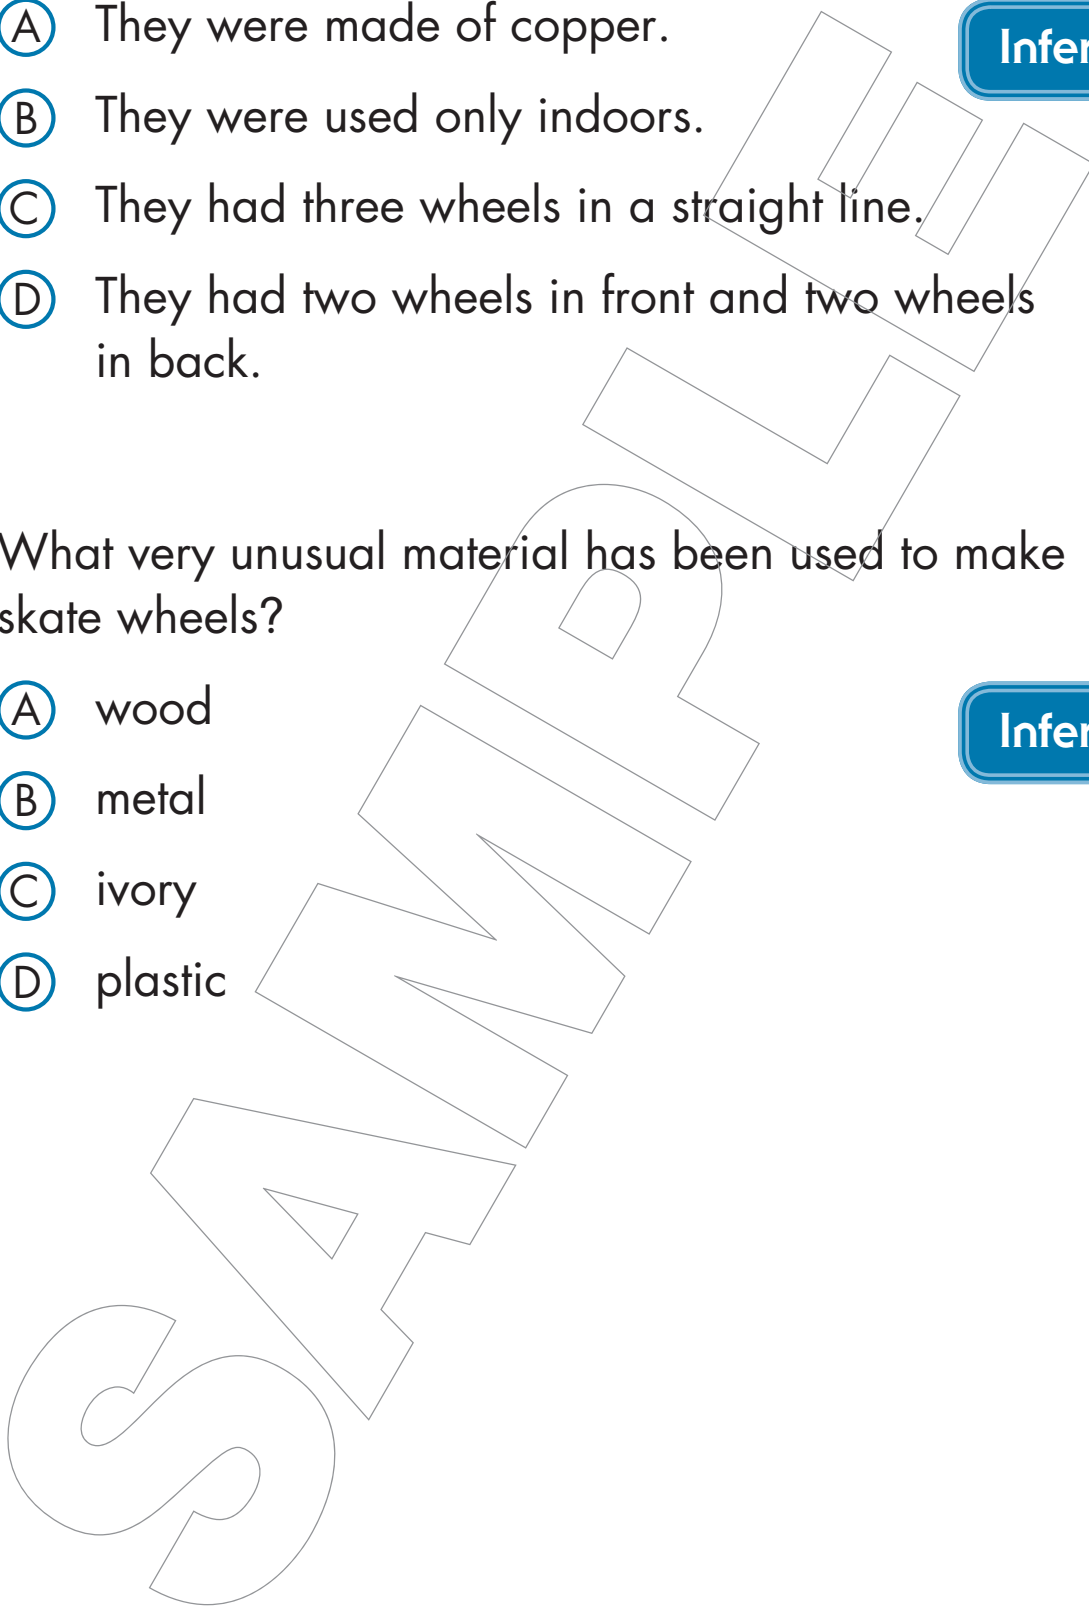 A They were made of copper.
Infer
B They were used only indoors.
C They had three wheels in a straight line.
D They had two wheels in front and two wheels
in back.
What very unusual material has been used to make
skate wheels?
A wood
Infer
B metal
C ivory
D plastic
SAMPLE